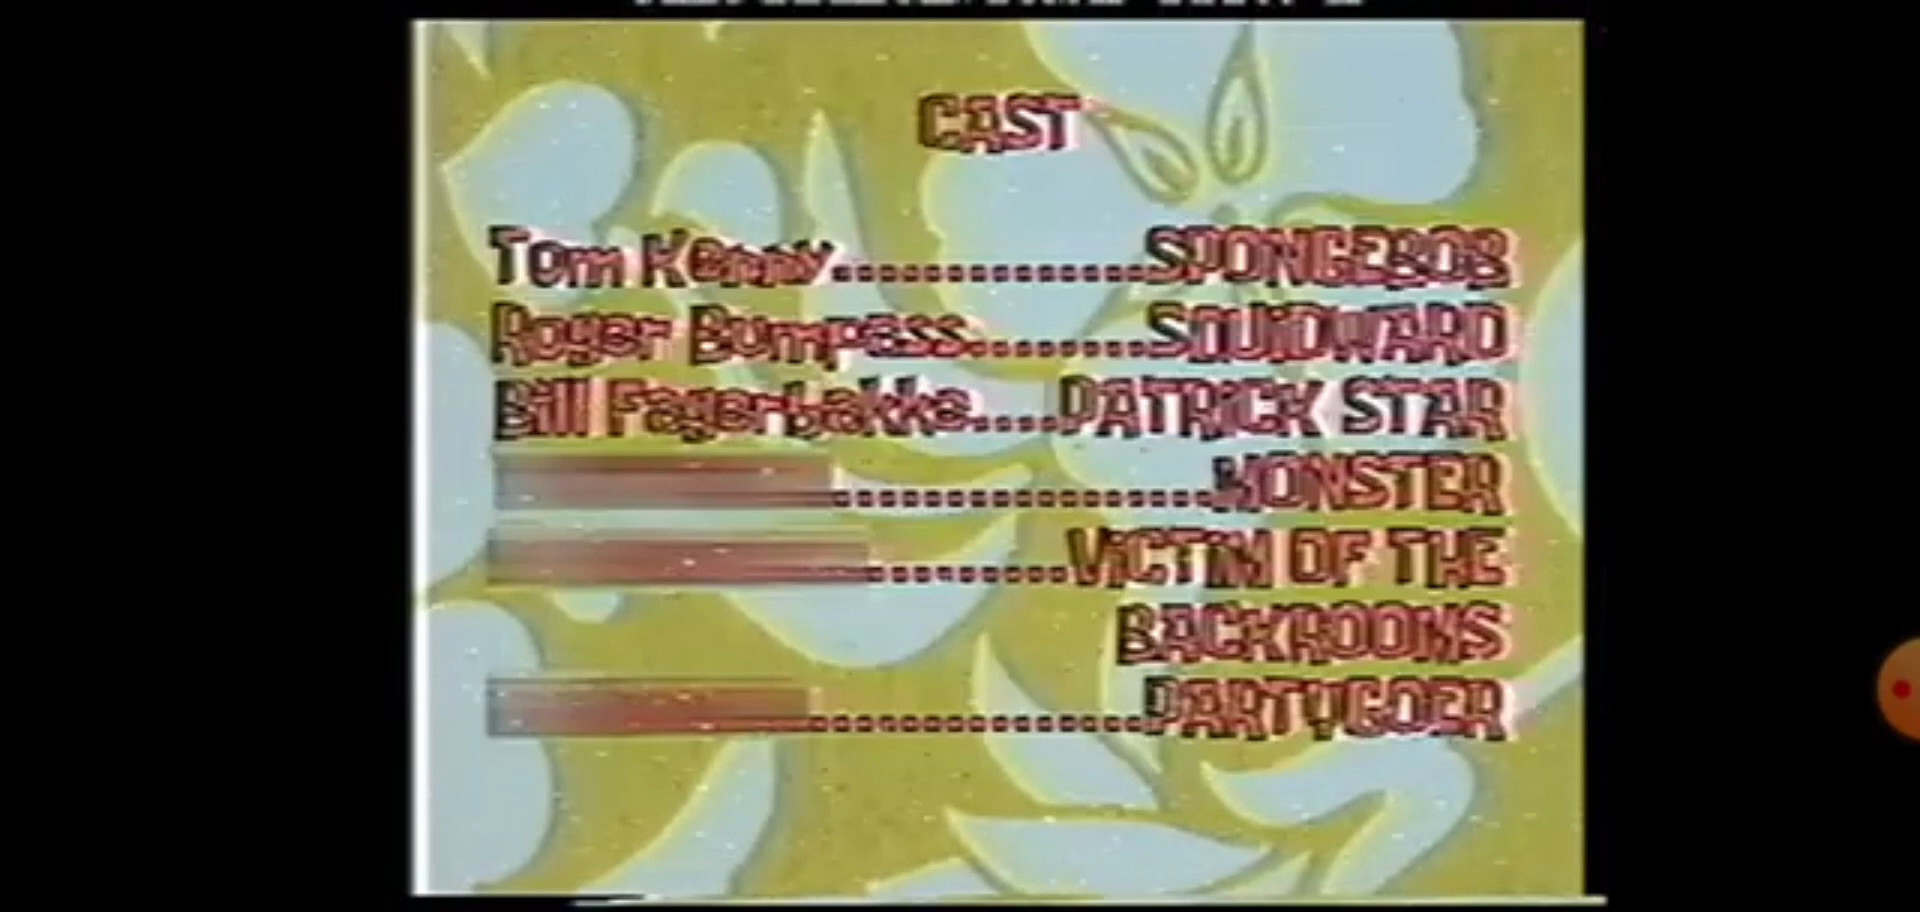 CAST
Tom Kenny..............SPONGEBOB
Roger Bumpass........SQUIDWARD
Bill Fagerbakke....PATRICK STAR
.................MONSTER
.........VICTIM OF THE
BACKROOMS
...............PARTYGOER